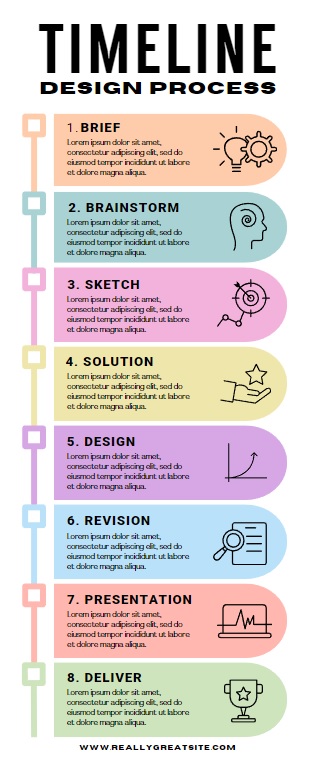 TIMELINE
DESIGN PROCESS
1. BRIEF
Lorem ipsum dolor sit amet,
consectetur adipiscing elit, sed do
eiusmod tempor incididunt ut labore
et dolore magna aliqua.
2. BRAINSTORM
Lorem ipsum dolor sit amet,
consectetur adipiscing elit, sed do
eiusmod tempor incididunt ut labore
et dolore magna aliqua.
3. SKETCH
Lorem ipsum dolor sit amet,
consectetur adipiscing elit, sed do
eiusmod tempor incididunt ut labore
et dolore magna aliqua.
4. SOLUTION
Lorem ipsum dolor sit amet,
consectetur adipiscing elit, sed do
eiusmod tempor incididunt ut labore
et dolore magna aliqua.
5. DESIGN
Lorem ipsum dolor sit amet,
consectetur adipiscing elit, sed do
eiusmod tempor incididunt ut labore
et dolore magna aliqua.
6. REVISION
Lorem ipsum dolor sit amet,
consectetur adipiscing elit, sed do
eiusmod tempor incididunt ut labore
et dolore magna aliqua.
7. PRESENTATION
Lorem ipsum dolor sit amet,
consectetur adipiscing elit, sed do
eiusmod tempor incididunt ut labore
et dolore magna aliqua.
8. DELIVER
Lorem ipsum dolor sit amet,
consectetur adipiscing elit, sed do
eiusmod tempor incididunt ut labore
et dolore magna aliqua.
WWW.REALLYGREATSITE.COM